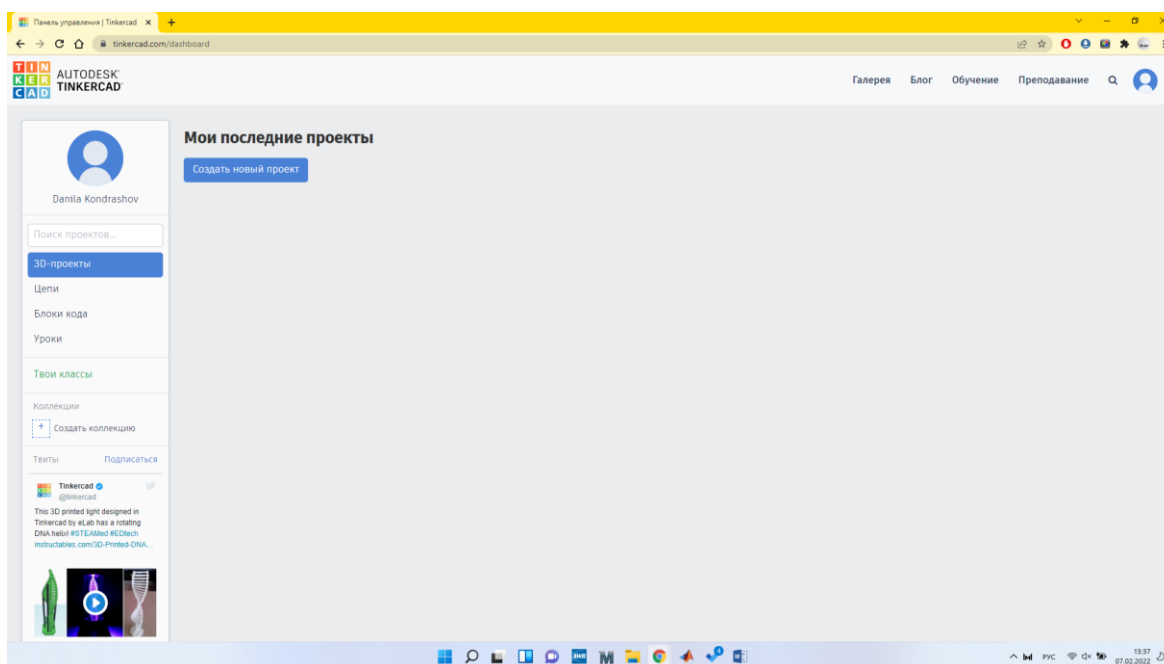 Панель управления | Tinkercad
tinkercad.com/dashboard
TIN
KER
CAD
AUTODESK
TINKERCAD
Галерея
Блог
Обучение
Преподавание
Danila Kondrashov
Поиск проектов...
3D-проекты
Цепи
Блоки кода
Уроки
Твои классы
Коллекции
+ Создать коллекцию
Твиты Подписаться
Tinkercad
@tinkercad
This 3D printed light designed in
Tinkercad by eLab has a rotating
DNA helix! #STEAMed #EDtech
instructables.com/3D-Printed-DNA...
Мои последние проекты
Создать новый проект
РУС
13:37
07.02.2022